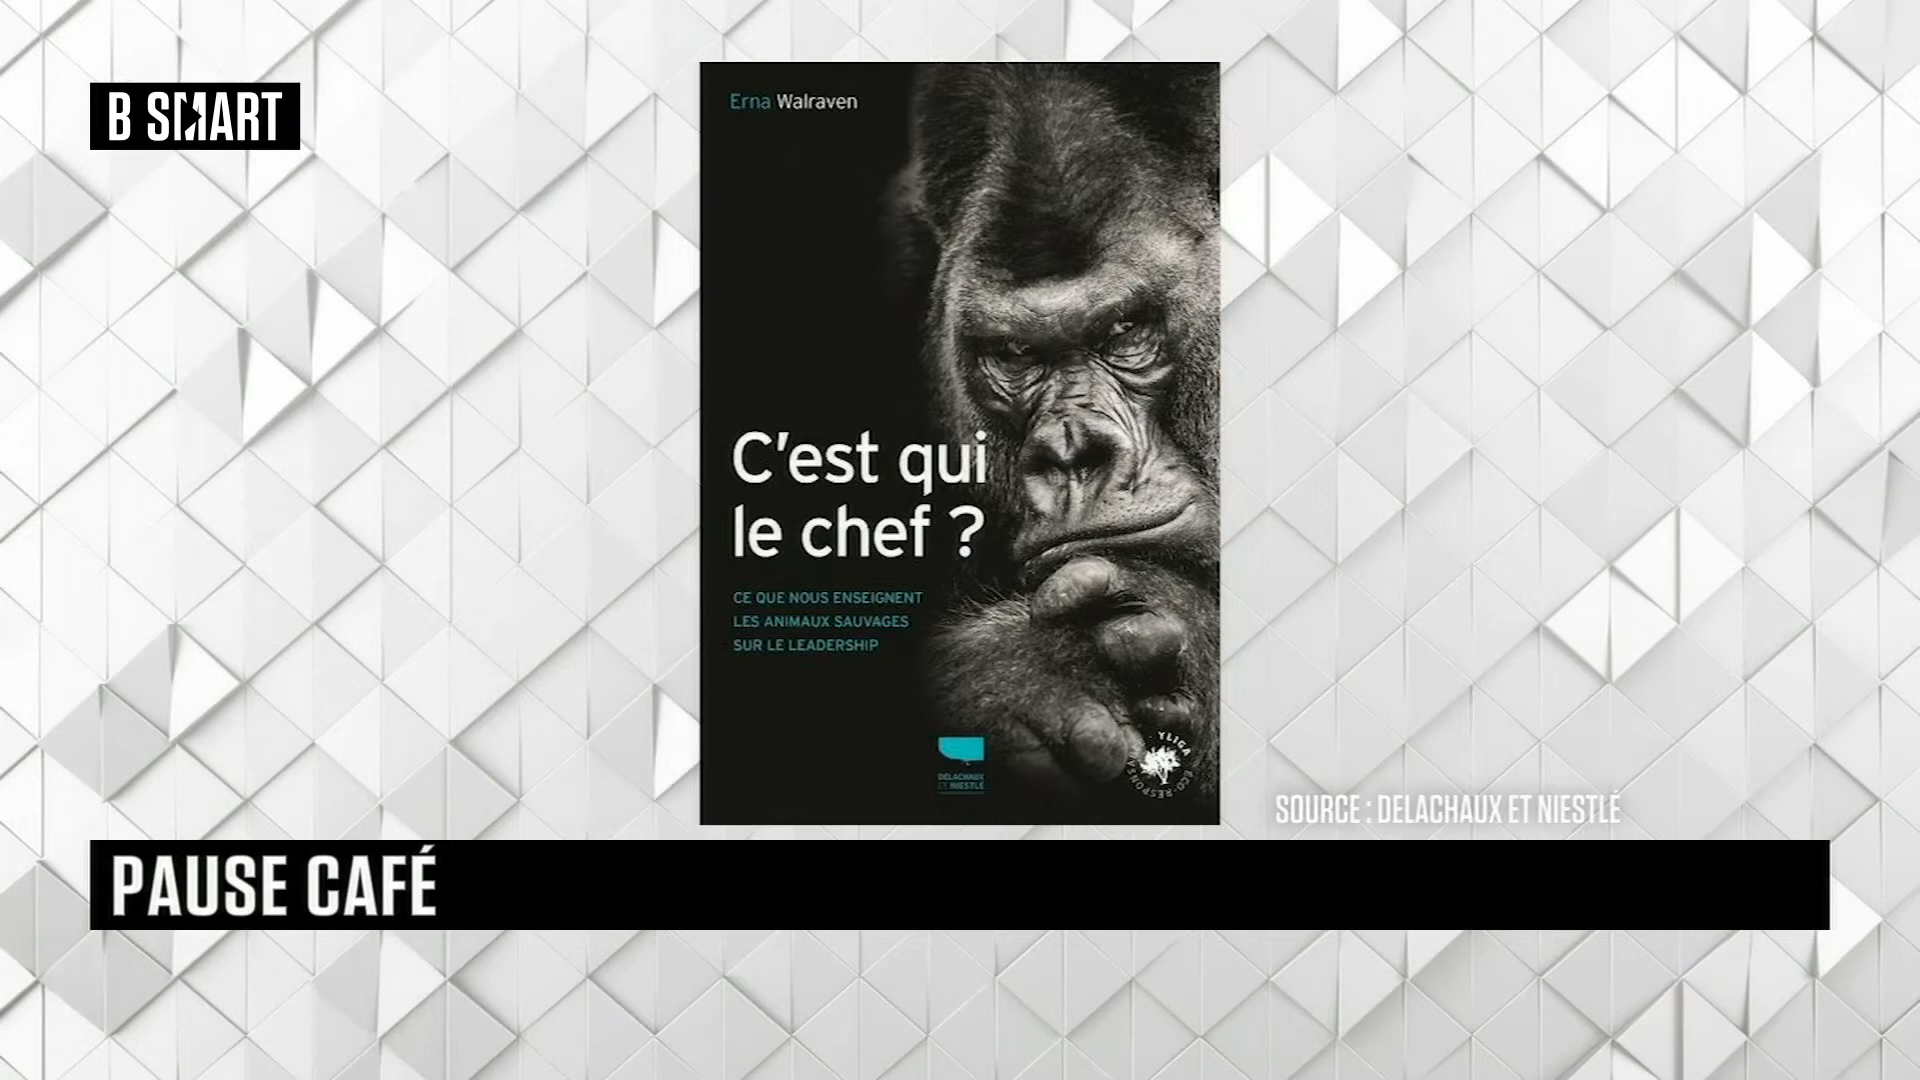 B SMART
Erna Walraven
C'est qui
le chef ?
CE QUE NOUS ENSEIGNENT
LES ANIMAUX SAUVAGES
SUR LE LEADERSHIP
DELACHAUX
ET NIESTLÉ
SOURCE : DELACHAUX ET NIESTLÉ
PAUSE CAFÉ